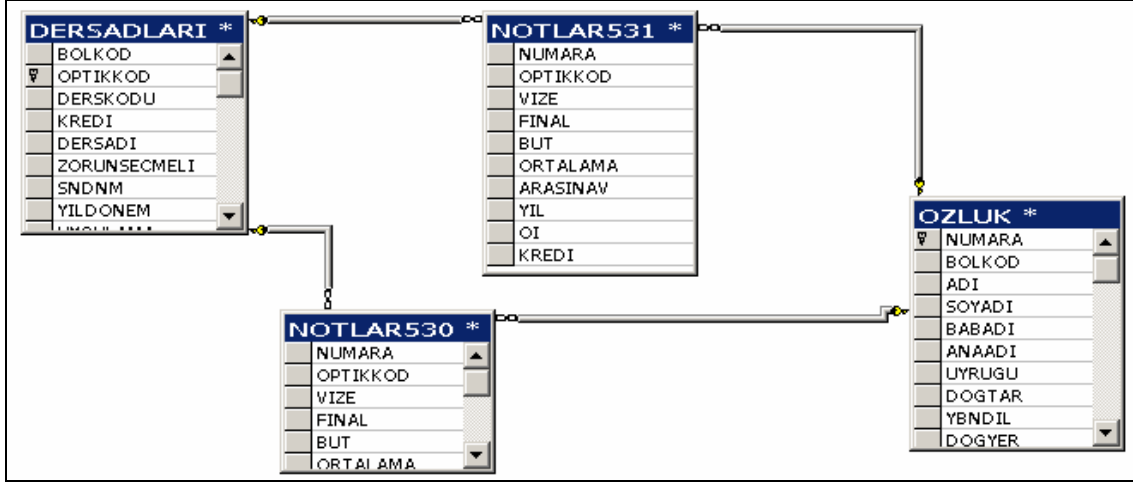 DERSADLARI *
BOLKOD
OPTIKKOD
DERSKODU
KREDI
DERSADI
ZORUNSECMELI
SNDNM
YILDONEM
NOTLAR531 *
NUMARA
OPTIKKOD
VIZE
FINAL
BUT
ORTALAMA
ARASINAV
YIL
OI
KREDI
NOTLAR530 *
NUMARA
OPTIKKOD
VIZE
FINAL
BUT
ORTALAMA
OZLUK *
NUMARA
BOLKOD
ADI
SOYADI
BABADI
ANAADI
UYRUGU
DOGTAR
YBNDIL
DOGYER